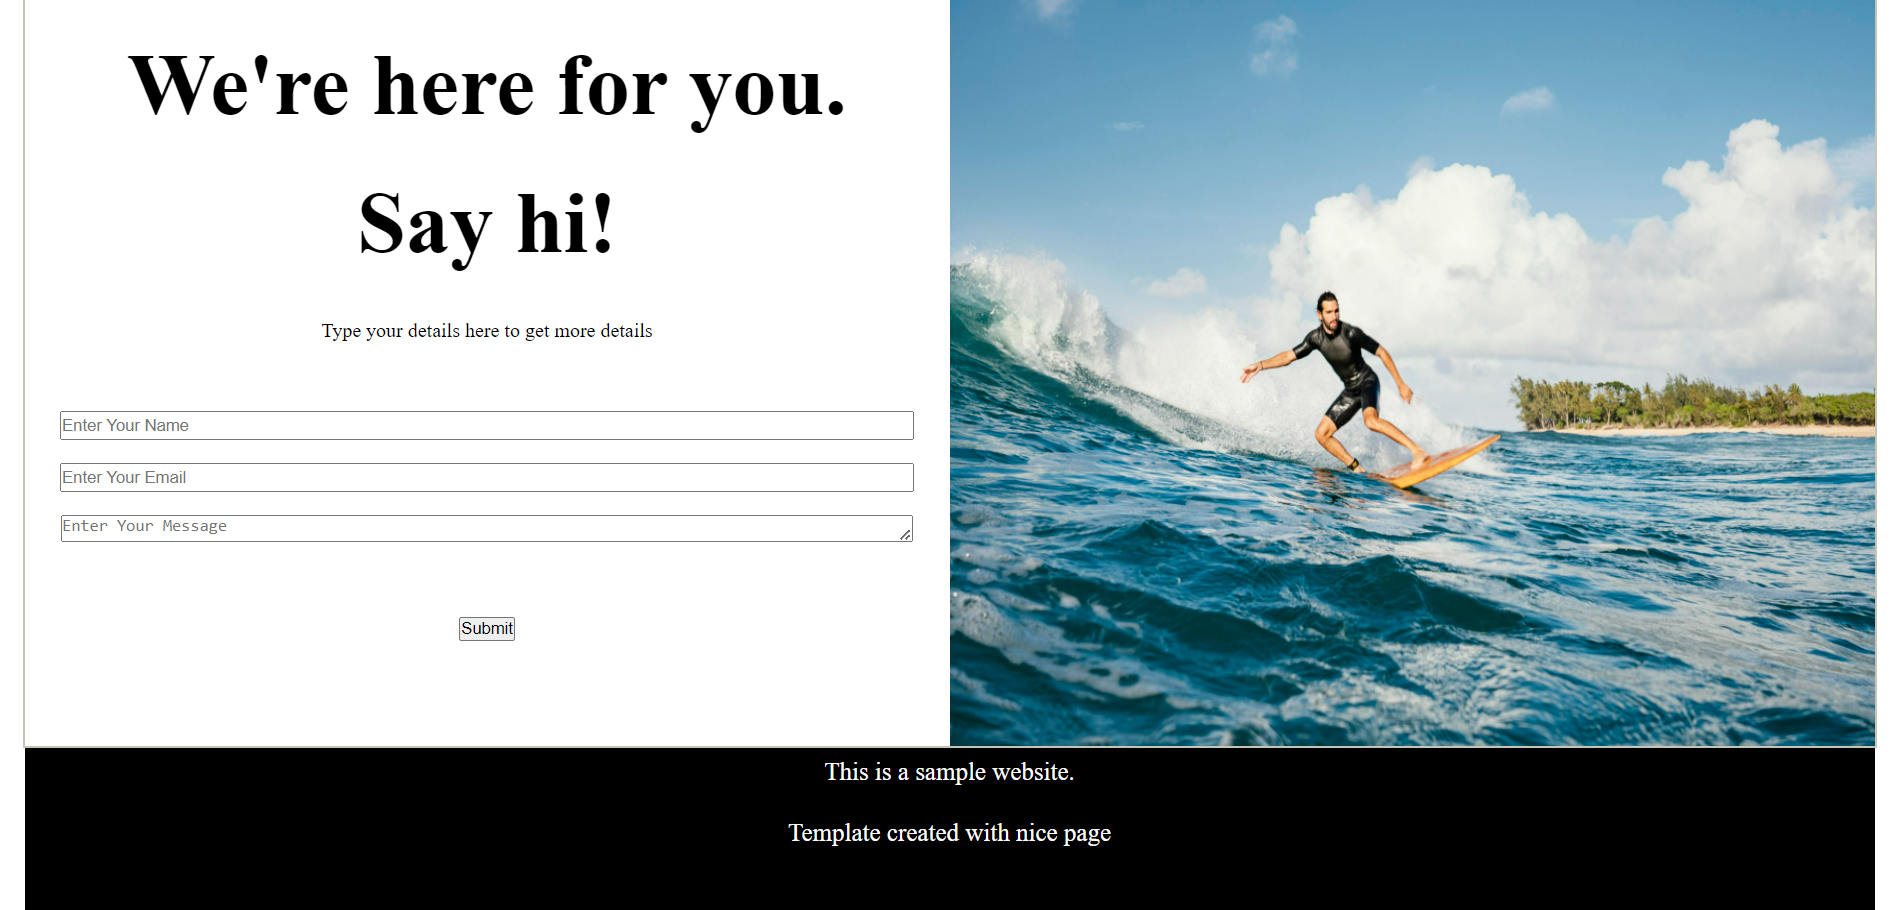 We're here for you.
Say hi!
Type your details here to get more details
Enter Your Name
Enter Your Email
Enter Your Message
Submit
This is a sample website.
Template created with nice page